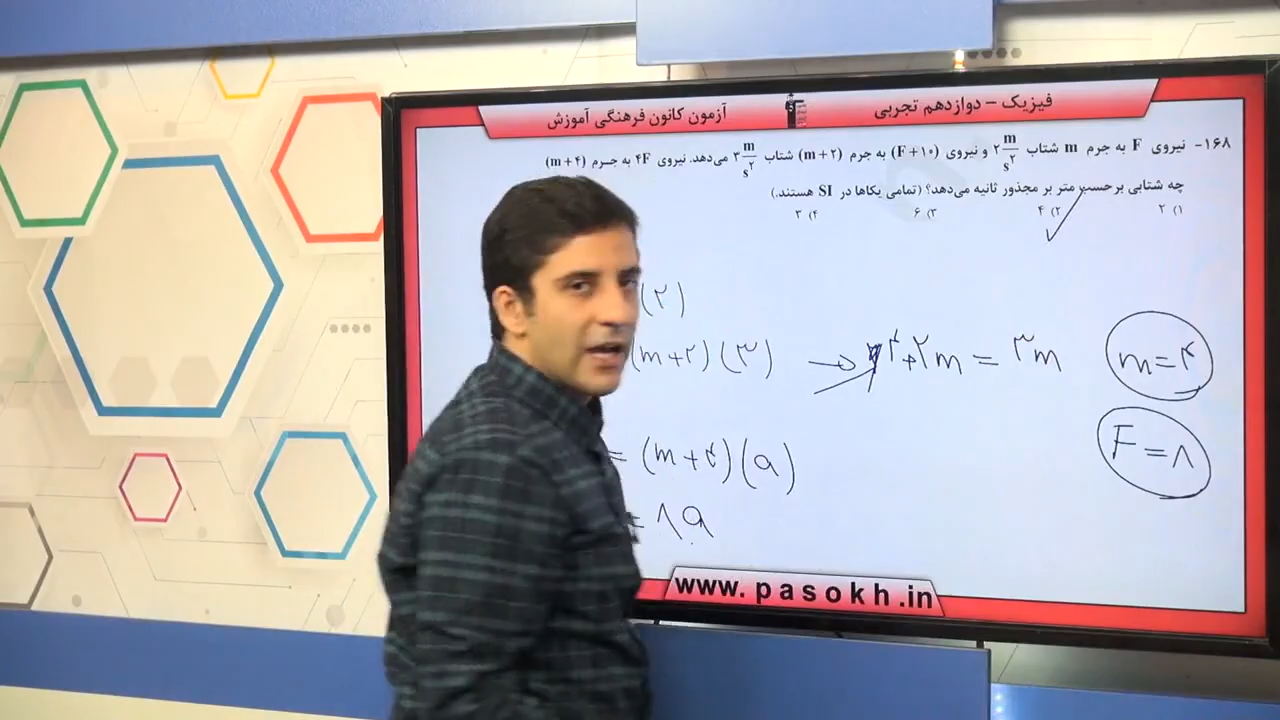 فیزیک - دوازدهم تجربی
آزمون کانون فرهنگی آموزش
۱۶۸- نیروی F به جرم m شتاب ۲ m/s² و نیروی (F+۱۰) به جرم (m+۲) شتاب ۳ m/s² می‌دهد. نیروی ۴F به جرم (m+۴)
چه شتابی برحسب متر بر مجذور ثانیه می‌دهد؟ (تمامی یکاها در SI هستند.)
۱) ۲ ۲) ۴ ۳) ۶ ۴) ۳
(۲)
(m+۲)(۳) → ۴+۲m = ۳m
m=۴
F=۸
= (m+۴)(a)
= ۸a
www.pasokh.in